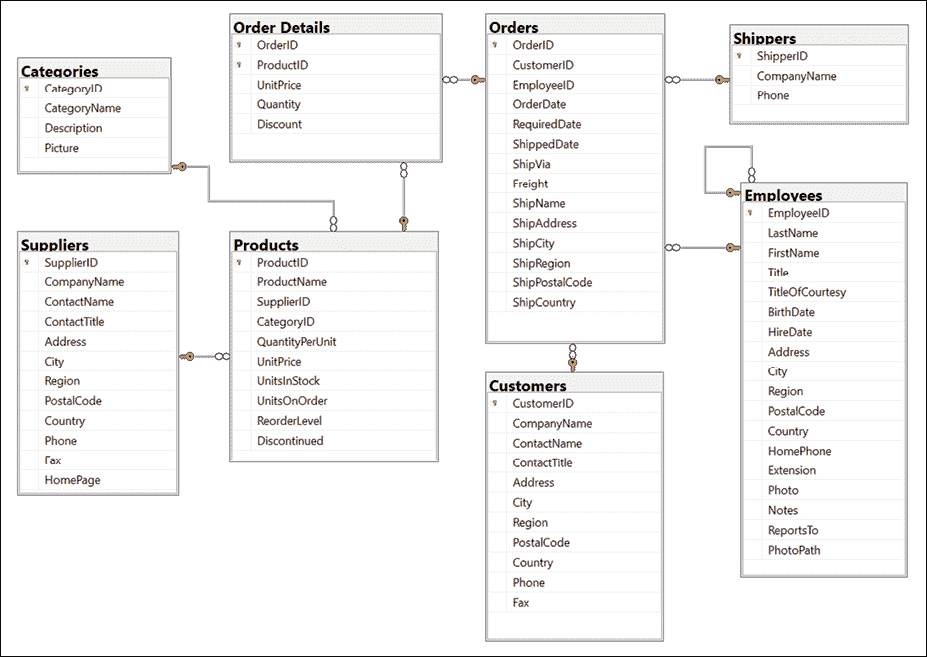 Categories
CategoryID
CategoryName
Description
Picture
Suppliers
SupplierID
CompanyName
ContactName
ContactTitle
Address
City
Region
PostalCode
Country
Phone
Fax
HomePage
Order Details
OrderID
ProductID
UnitPrice
Quantity
Discount
Products
ProductID
ProductName
SupplierID
CategoryID
QuantityPerUnit
UnitPrice
UnitsInStock
UnitsOnOrder
ReorderLevel
Discontinued
Orders
OrderID
CustomerID
EmployeeID
OrderDate
RequiredDate
ShippedDate
ShipVia
Freight
ShipName
ShipAddress
ShipCity
ShipRegion
ShipPostalCode
ShipCountry
Customers
CustomerID
CompanyName
ContactName
ContactTitle
Address
City
Region
PostalCode
Country
Phone
Fax
Shippers
ShipperID
CompanyName
Phone
Employees
EmployeeID
LastName
FirstName
Title
TitleOfCourtesy
BirthDate
HireDate
Address
City
Region
PostalCode
Country
HomePhone
Extension
Photo
Notes
ReportsTo
PhotoPath